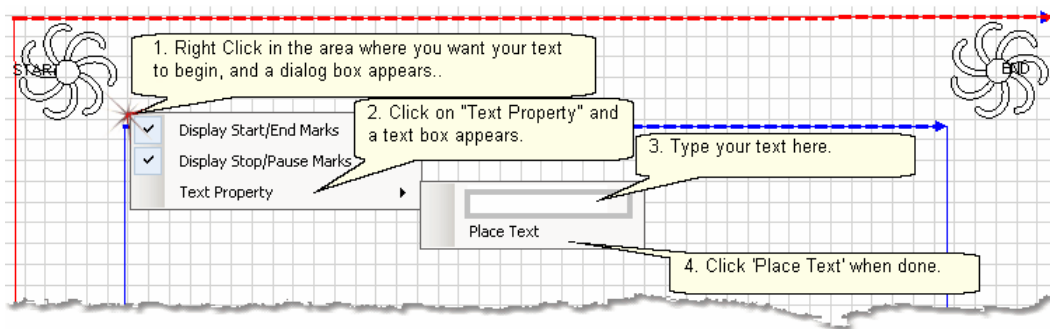 1. Right Click in the area where you want your text
to begin, and a dialog box appears..
START
END
2. Click on "Text Property" and
a text box appears.
Display Start/End Marks
3. Type your text here.
Display Stop/Pause Marks
Text Property
Place Text
4. Click 'Place Text' when done.